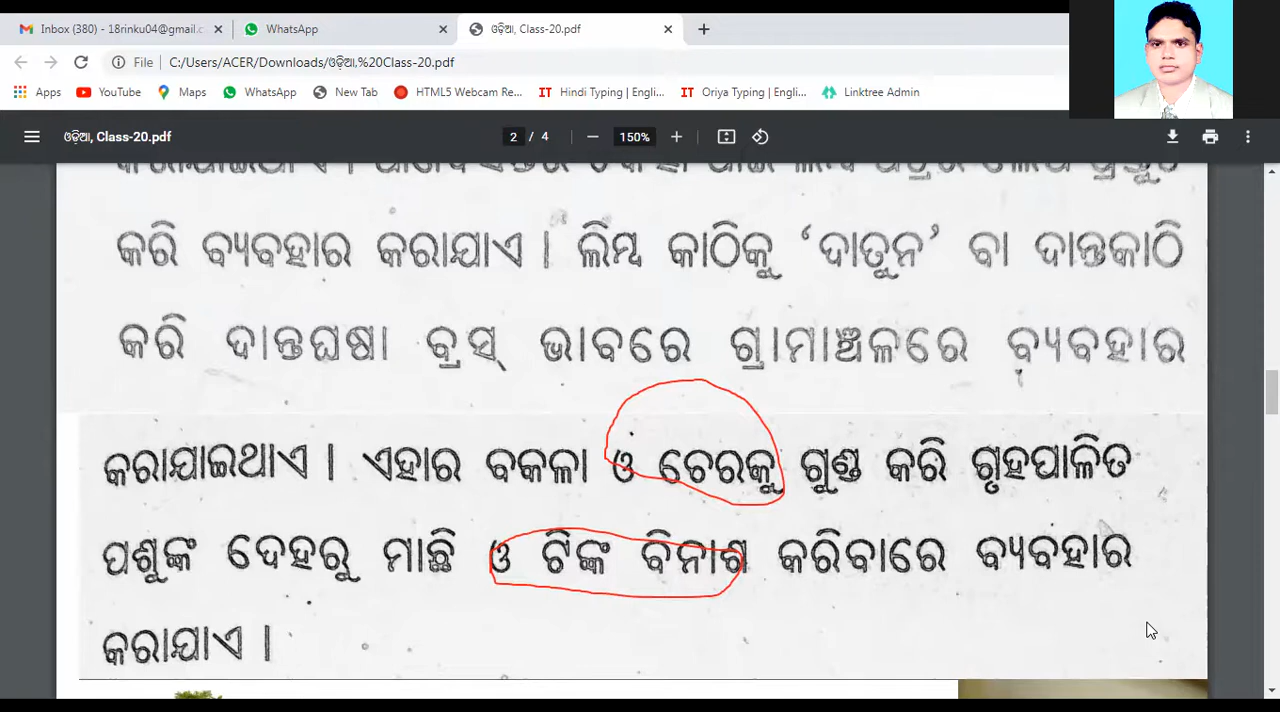 Inbox (380) - 18rinku04@gmail.c
WhatsApp
ଓଡ଼ିଆ, Class-20.pdf
File C:/Users/ACER/Downloads/ଓଡ଼ିଆ,%20Class-20.pdf
Apps YouTube Maps WhatsApp New Tab HTML5 Webcam Re... Hindi Typing | Engli... Oriya Typing | Engli... Linktree Admin
ଓଡ଼ିଆ, Class-20.pdf 2 / 4 150%
କରି ବ୍ୟବହାର କରାଯାଏ । ଲିମ୍ବ କାଠିକୁ ‘ଦାତୁନ’ ବା ଦାନ୍ତକାଠି
କରି ଦାନ୍ତଘଷା ବ୍ରସ୍ ଭାବରେ ଗ୍ରାମାଞ୍ଚଳରେ ବ୍ୟବହାର
କରାଯାଇଥାଏ । ଏହାର ବକଳା ଓ ଚେରକୁ ଗୁଣ୍ଡ କରି ଗୃହପାଳିତ
ପଶୁଙ୍କ ଦେହରୁ ମାଛି ଓ ଟିଙ୍କ ବିନାଶ କରିବାରେ ବ୍ୟବହାର
କରାଯାଏ ।